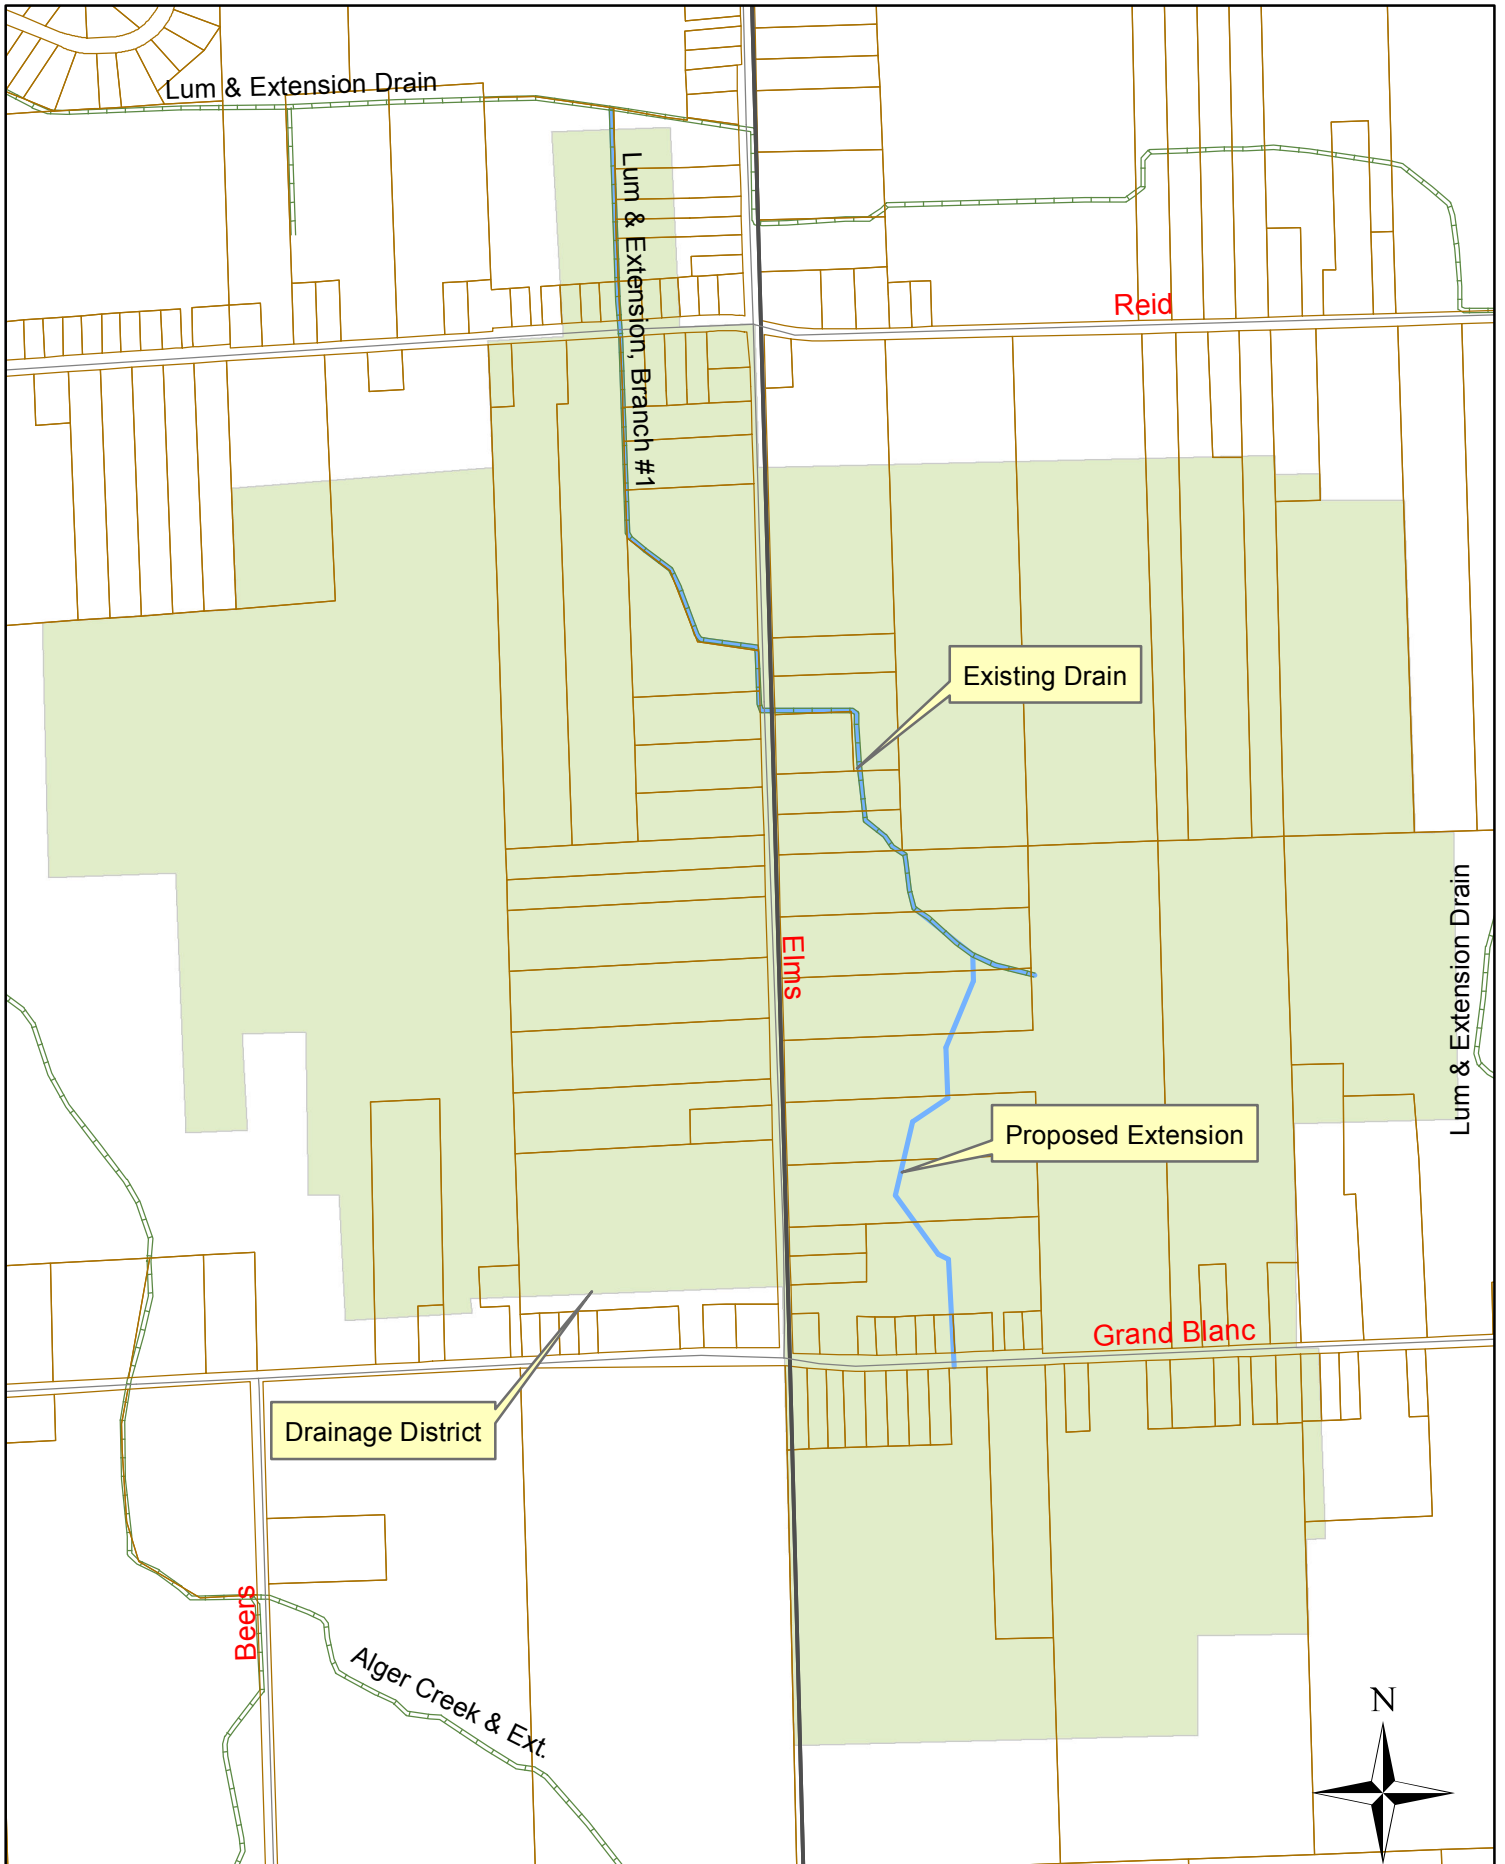 Lum & Extension Drain
Lum & Extension, Branch #1
Reid
Existing Drain
Elms
Lum & Extension Drain
Proposed Extension
Grand Blanc
Drainage District
Beers
Alger Creek & Ext.
N